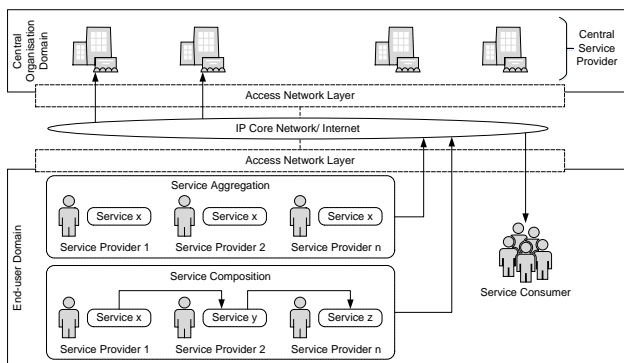 Central
Organisation
Domain
Central
Service
Provider
Access Network Layer
IP Core Network/ Internet
Access Network Layer
End-user Domain
Service Aggregation
Service x
Service x
Service x
Service Provider 1
Service Provider 2
Service Provider n
Service Composition
Service x
Service y
Service z
Service Provider 1
Service Provider 2
Service Provider n
Service Consumer